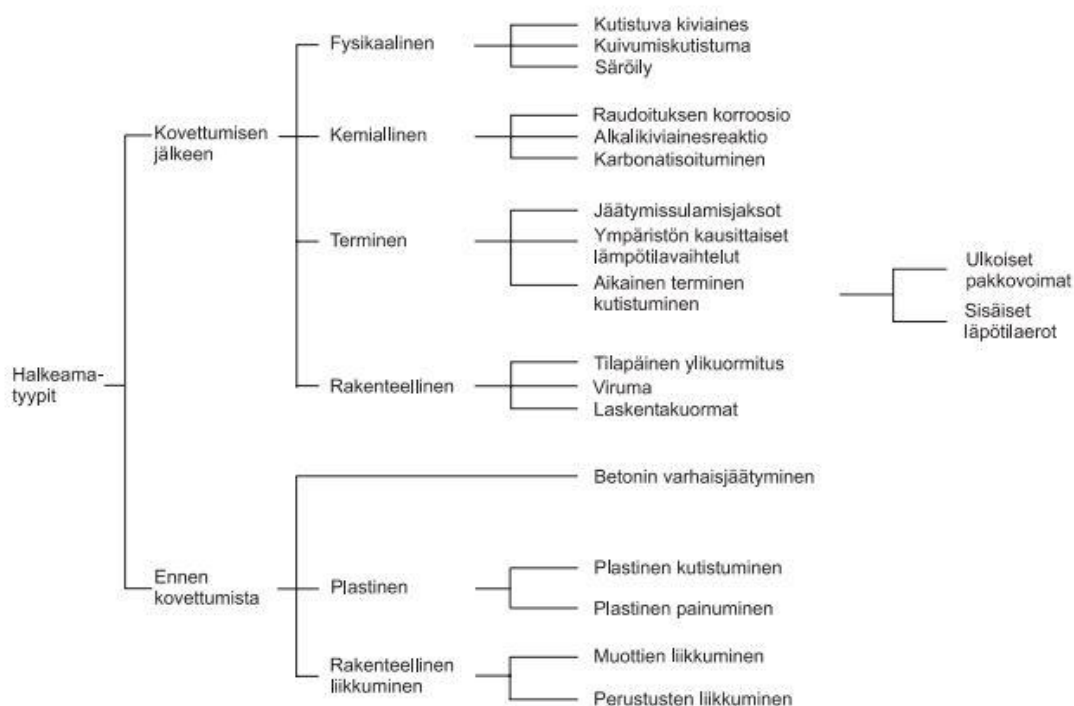 Halkeama-
tyypit
Kovettumisen
jälkeen
Fysikaalinen
Kutistuva kiviaines
Kuivumiskutistuma
Säröily
Kemiallinen
Raudoituksen korroosio
Alkalikiviainesreaktio
Karbonatisoituminen
Terminen
Jäätymissulamisjaksot
Ympäristön kausittaiset
lämpötilavaihtelut
Aikainen terminen
kutistuminen
Ulkoiset
pakkovoimat
Sisäiset
läpötilaerot
Rakenteellinen
Tilapäinen ylikuormitus
Viruma
Laskentakuormat
Ennen
kovettumista
Betonin varhaisjäätyminen
Plastinen
Plastinen kutistuminen
Plastinen painuminen
Rakenteellinen
liikkuminen
Muottien liikkuminen
Perustusten liikkuminen